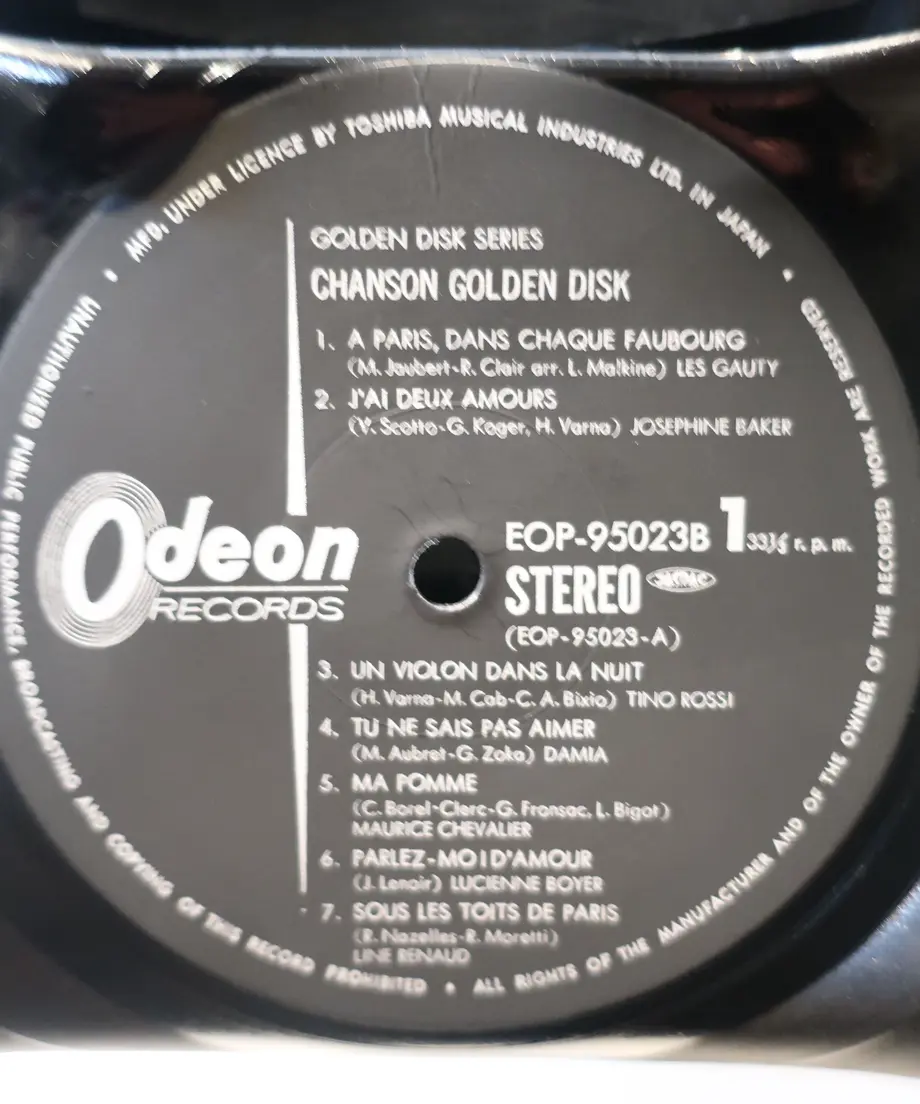 MFD. UNDER LICENCE BY TOSHIBA MUSICAL INDUSTRIES LTD. IN JAPAN
GOLDEN DISK SERIES
CHANSON GOLDEN DISK
1. A PARIS, DANS CHAQUE FAUBOURG
(M. Jaubert-R. Clair arr. L. Malkine) LES GAUTY
2. J'AI DEUX AMOURS
(V. Scotto-G. Koger, H. Varna) JOSEPHINE BAKER
Odeon
RECORDS
EOP-95023B 1 33⅓ r. p. m.
STEREO
(EOP-95023-A)
3. UN VIOLON DANS LA NUIT
(H. Varna-M. Cab-C. A. Bixio) TINO ROSSI
4. TU NE SAIS PAS AIMER
(M. Aubret-G. Zoka) DAMIA
5. MA POMME
(C. Borel-Clerc-G. Fronsac, L. Bigot)
MAURICE CHEVALIER
6. PARLEZ-MOI D'AMOUR
(J. Lenoir) LUCIENNE BOYER
7. SOUS LES TOITS DE PARIS
(R. Nazelles-R. Moretti)
LINE RENAUD
UNAUTHORIZED PUBLIC PERFORMANCE, BROADCASTING AND COPYING OF THIS RECORD PROHIBITED • ALL RIGHTS OF THE MANUFACTURER AND OF THE OWNER OF THE RECORDED WORK ARE RESERVED